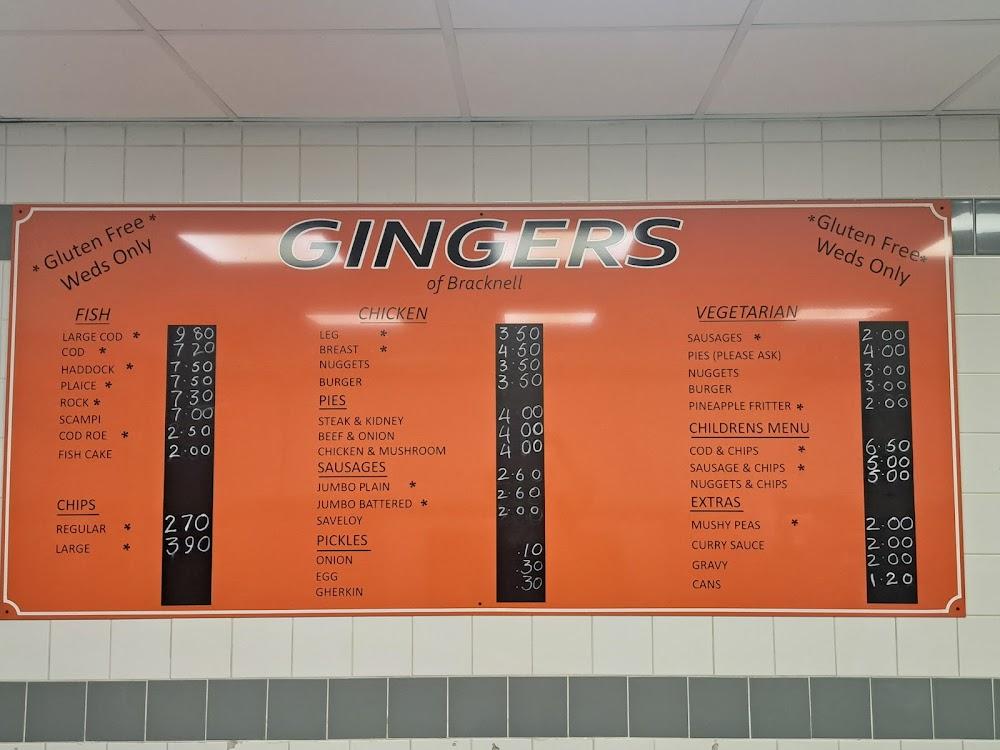 * Gluten Free *
Weds Only
GINGERS
of Bracknell
* Gluten Free *
Weds Only
FISH
LARGE COD * 9 80
COD * 7 20
HADDOCK * 7.50
PLAICE * 7.50
ROCK * 7 30
SCAMPI 7.00
COD ROE * 2.50
FISH CAKE 2.00
CHIPS
REGULAR * 270
LARGE * 390
CHICKEN
LEG * 3 50
BREAST * 4.50
NUGGETS 3.50
BURGER 3.50
PIES
STEAK & KIDNEY 4 00
BEEF & ONION 4 00
CHICKEN & MUSHROOM 4 00
SAUSAGES
JUMBO PLAIN * 2.60
JUMBO BATTERED * 2.60
SAVELOY 2.00
PICKLES
ONION .10
EGG .30
GHERKIN .30
VEGETARIAN
SAUSAGES * 2.00
PIES (PLEASE ASK) 4.00
NUGGETS 3.00
BURGER 3.00
PINEAPPLE FRITTER * 2.00
CHILDRENS MENU
COD & CHIPS * 6.50
SAUSAGE & CHIPS * 5.00
NUGGETS & CHIPS 5.00
EXTRAS
MUSHY PEAS * 2.00
CURRY SAUCE 2.00
GRAVY 2.00
CANS 1.20